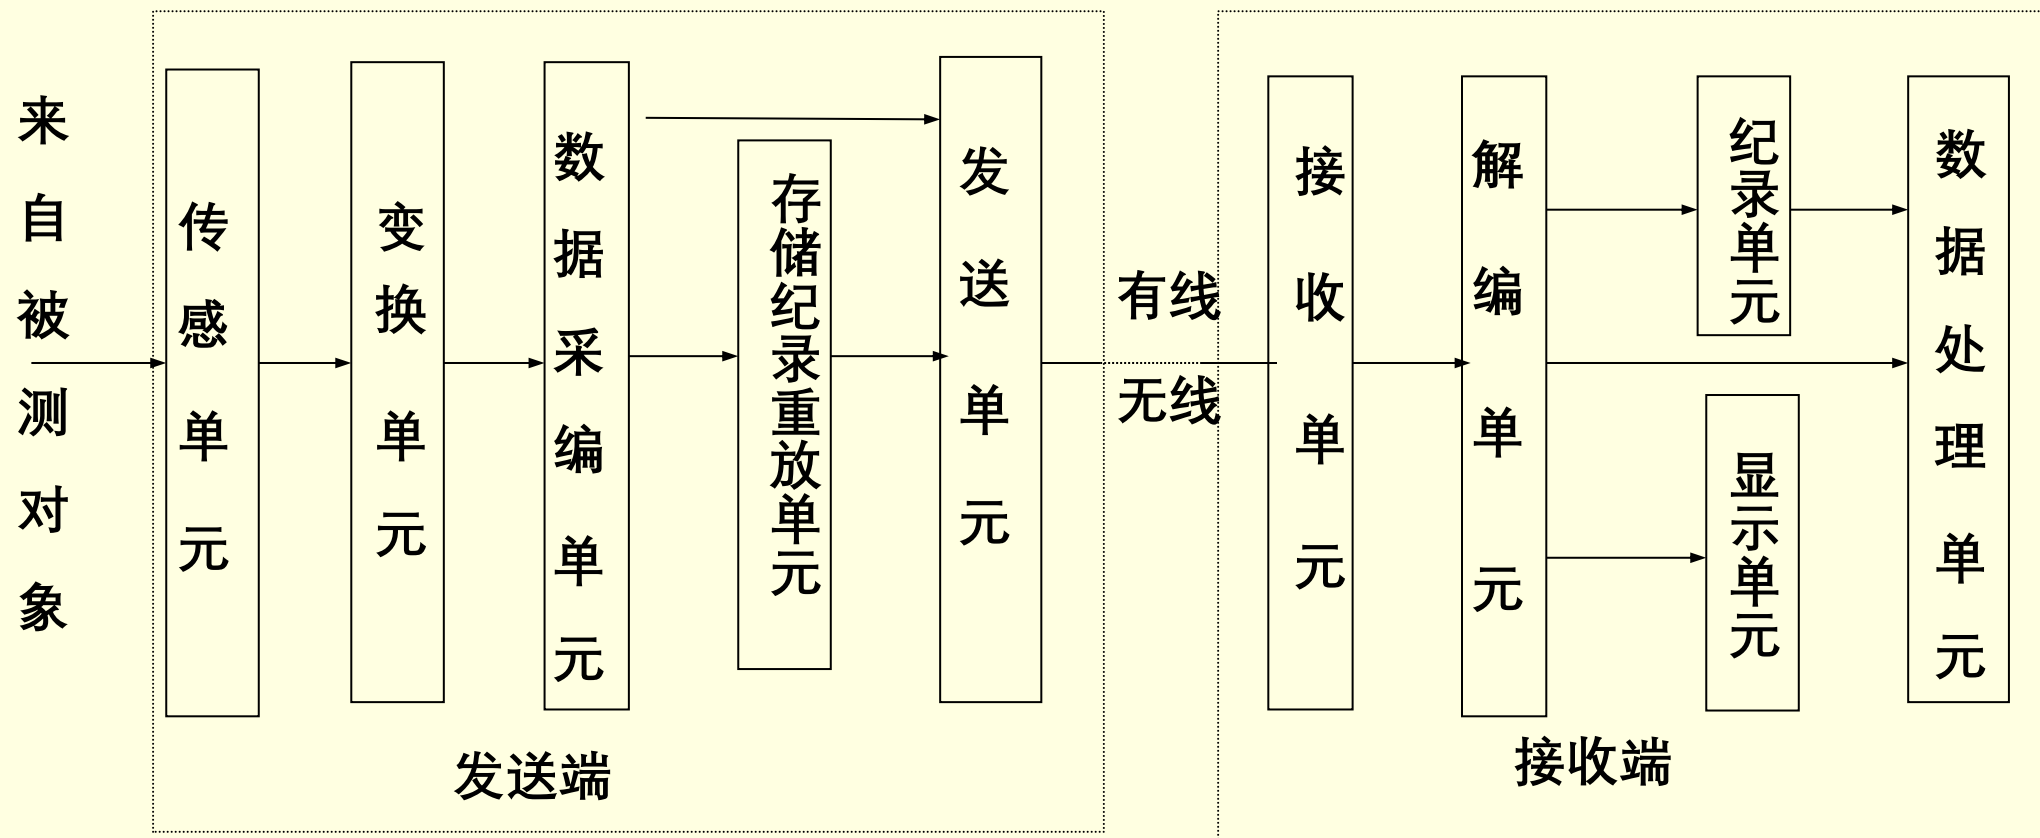 来自被测对象
传感单元
变换单元
数据采编单元
存储纪录重放单元
发送单元
有线
无线
接收单元
解编单元
纪录单元
显示单元
数据处理单元
发送端
接收端